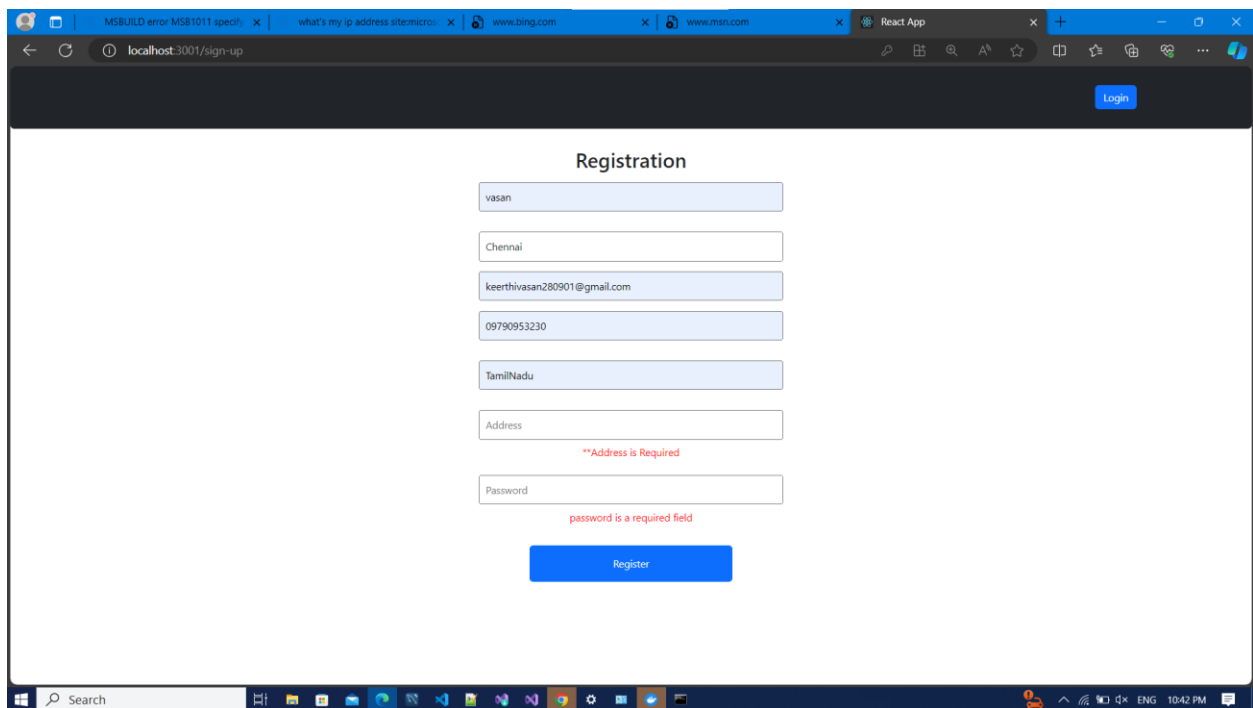 MSBUILD error MSB1011 specify
what's my ip address site:micros
www.bing.com
www.msn.com
React App
localhost:3001/sign-up
Login
Registration
vasan
Chennai
keerthivasan280901@gmail.com
09790953230
TamilNadu
Address
**Address is Required
Password
password is a required field
Register
Search
ENG
10:42 PM